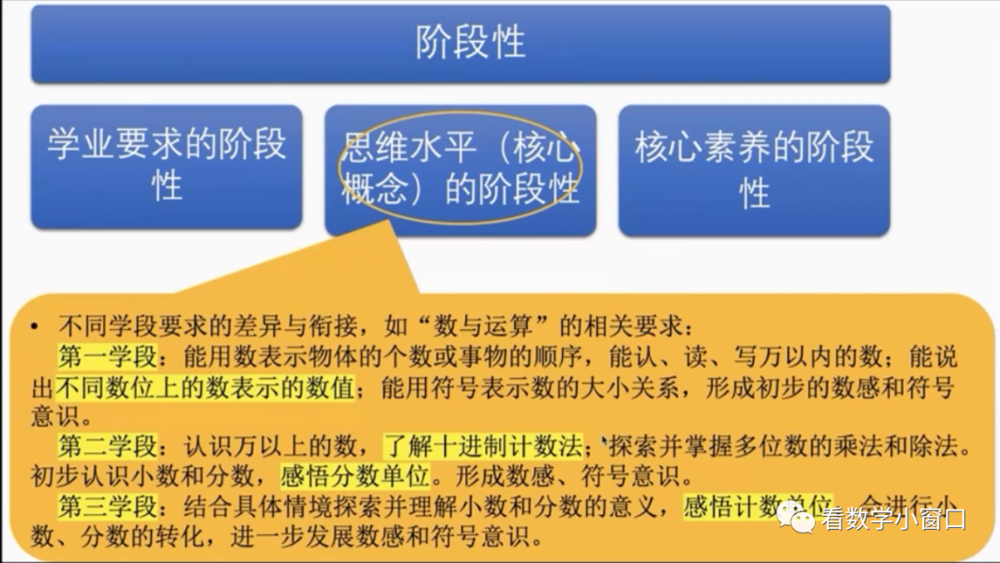 阶段性
学业要求的阶段
性
思维水平（核心
概念）的阶段性
核心素养的阶段
性
• 不同学段要求的差异与衔接，如“数与运算”的相关要求：
第一学段：能用数表示物体的个数或事物的顺序，能认、读、写万以内的数；能说
出不同数位上的数表示的数值；能用符号表示数的大小关系，形成初步的数感和符号
意识。
第二学段：认识万以上的数，了解十进制计数法；探索并掌握多位数的乘法和除法。
初步认识小数和分数，感悟分数单位。形成数感、符号意识。
第三学段：结合具体情境探索并理解小数和分数的意义，感悟计数单位。会进行小
数、分数的转化，进一步发展数感和符号意识。
看数学小窗口